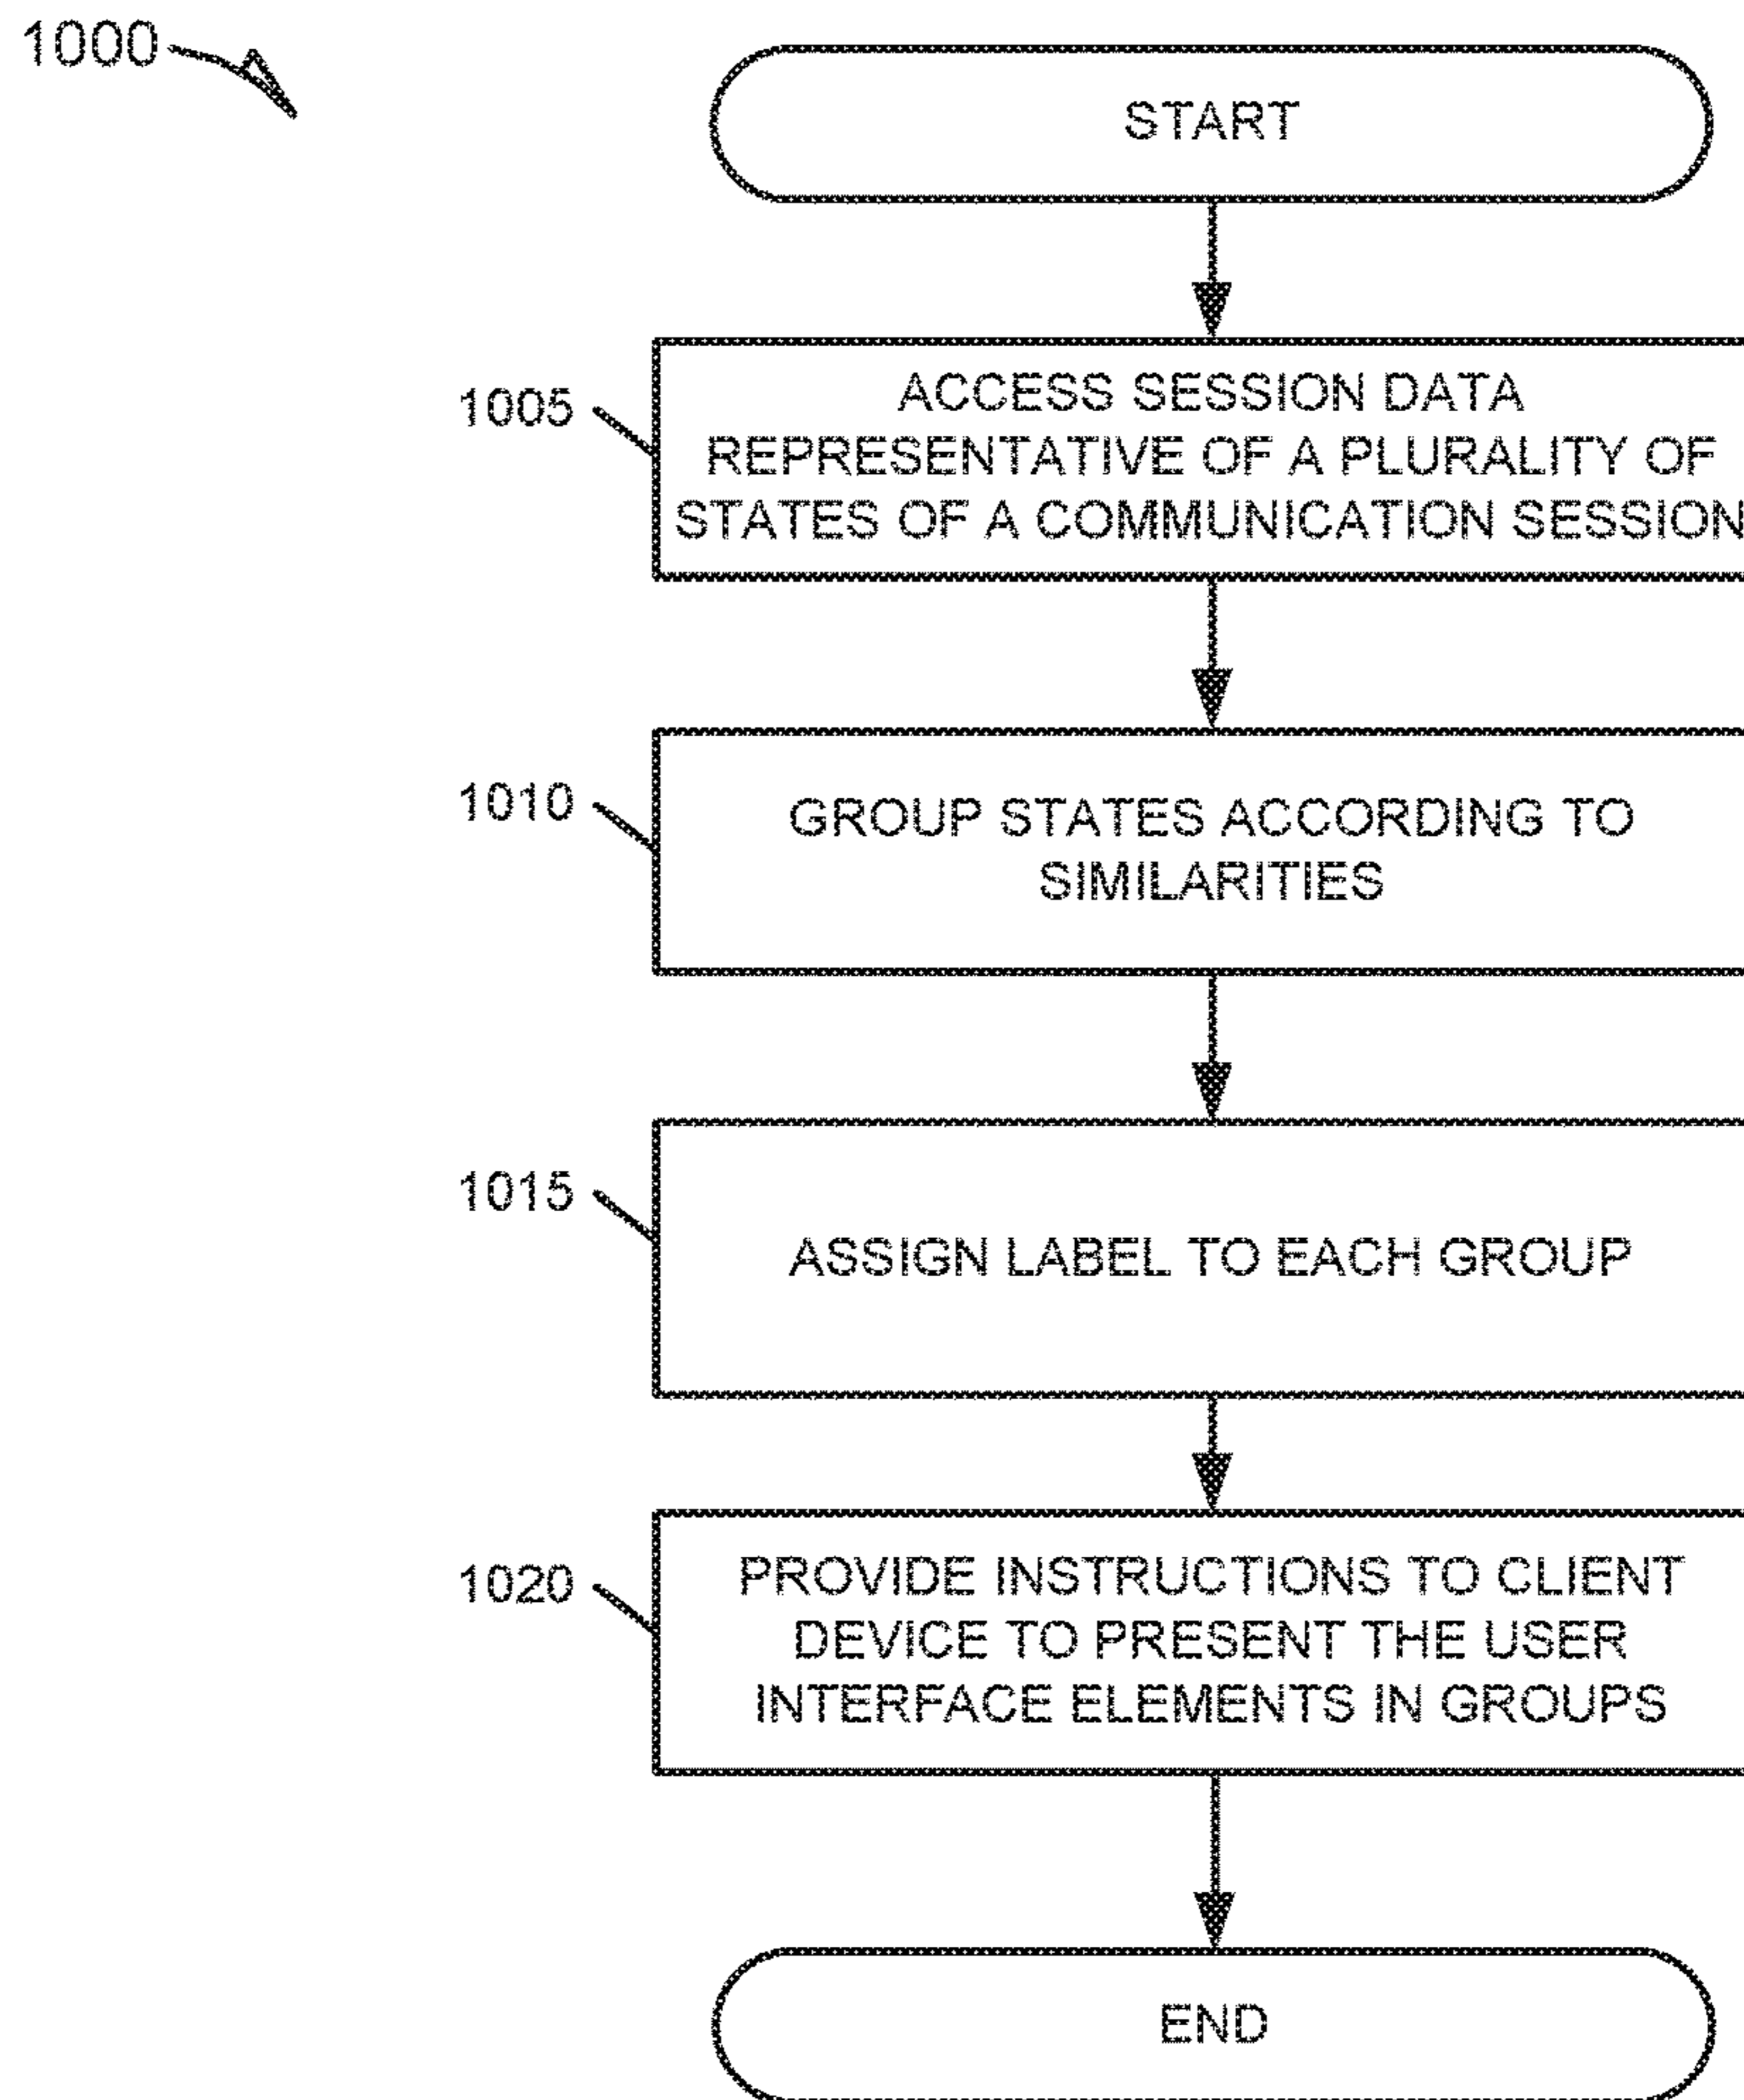 1000
START
1005
ACCESS SESSION DATA
REPRESENTATIVE OF A PLURALITY OF
STATES OF A COMMUNICATION SESSION
1010
GROUP STATES ACCORDING TO
SIMILARITIES
1015
ASSIGN LABEL TO EACH GROUP
1020
PROVIDE INSTRUCTIONS TO CLIENT
DEVICE TO PRESENT THE USER
INTERFACE ELEMENTS IN GROUPS
END